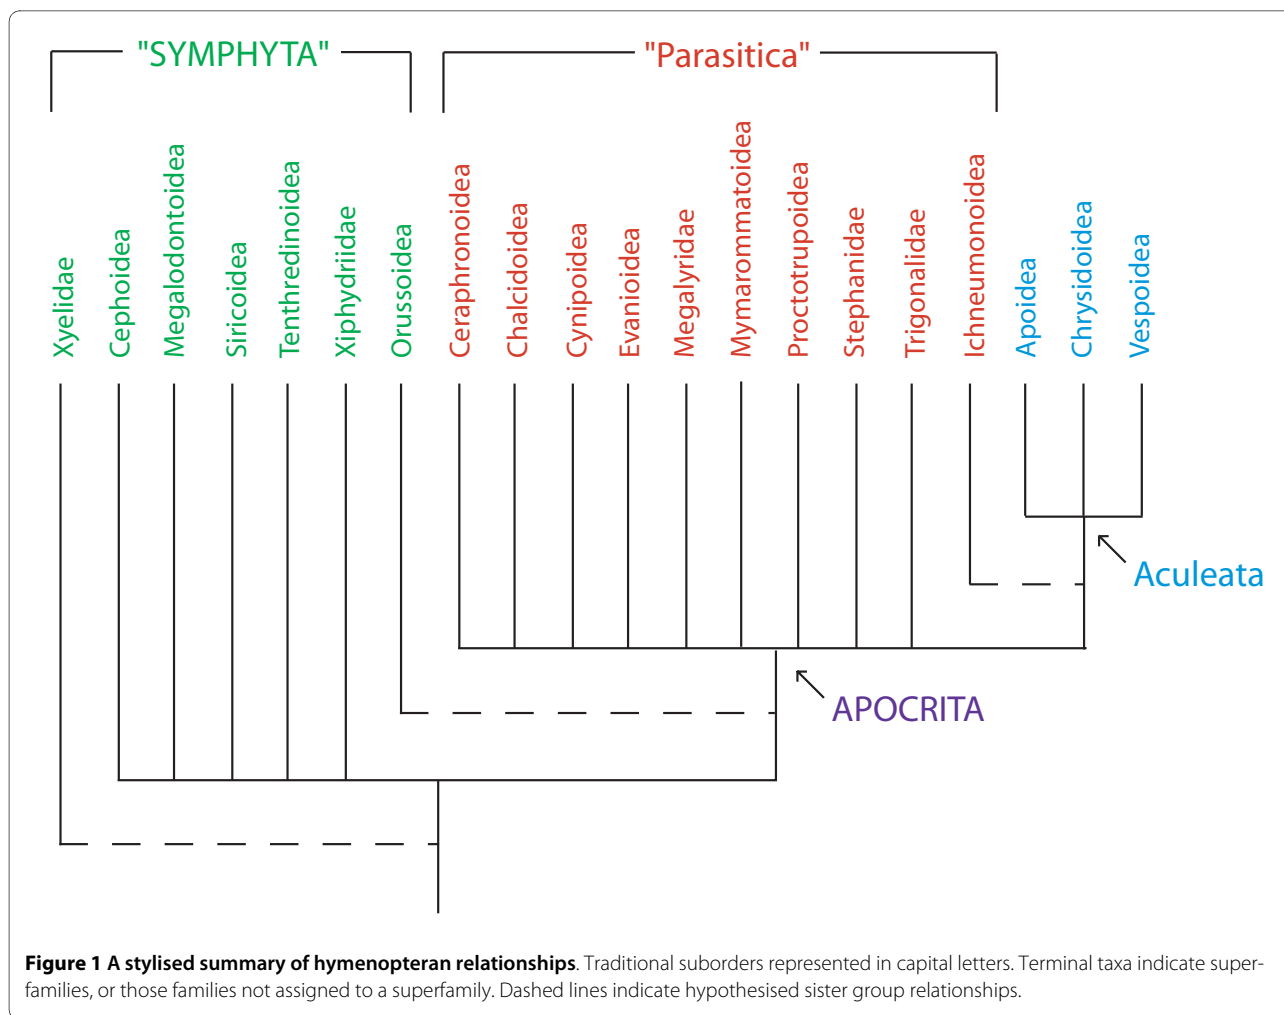 "SYMPHYTA"
"Parasitica"
Xyelidae
Cephoidea
Megalodontoidea
Siricoidea
Tenthredinoidea
Xiphydriidae
Orussoidea
Ceraphronoidea
Chalcidoidea
Cynipoidea
Evanioidea
Megalyridae
Mymarommatoidea
Proctotrupoidea
Stephanidae
Trigonalidae
Ichneumonoidea
Apoidea
Chrysidoidea
Vespoidea
Aculeata
APOCRITA
Figure 1 A stylised summary of hymenopteran relationships. Traditional suborders represented in capital letters. Terminal taxa indicate super-
families, or those families not assigned to a superfamily. Dashed lines indicate hypothesised sister group relationships.